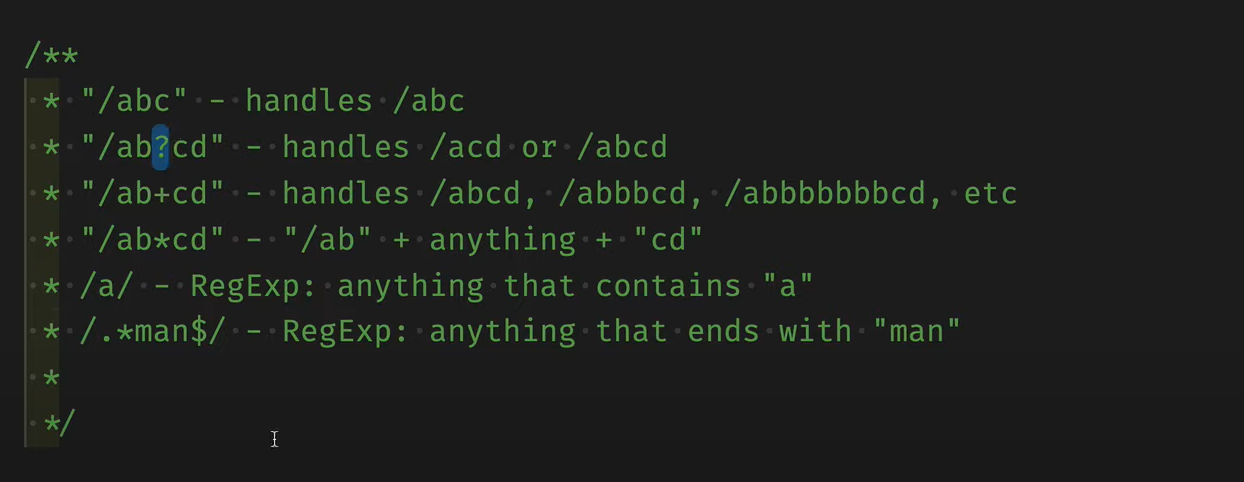 /**
* "/abc" - handles /abc
* "/ab?cd" - handles /acd or /abcd
* "/ab+cd" - handles /abcd, /abbbcd, /abbbbbbbcd, etc
* "/ab*cd" - "/ab" + anything + "cd"
* /a/ - RegExp: anything that contains "a"
* /.*man$/ - RegExp: anything that ends with "man"
*
*/